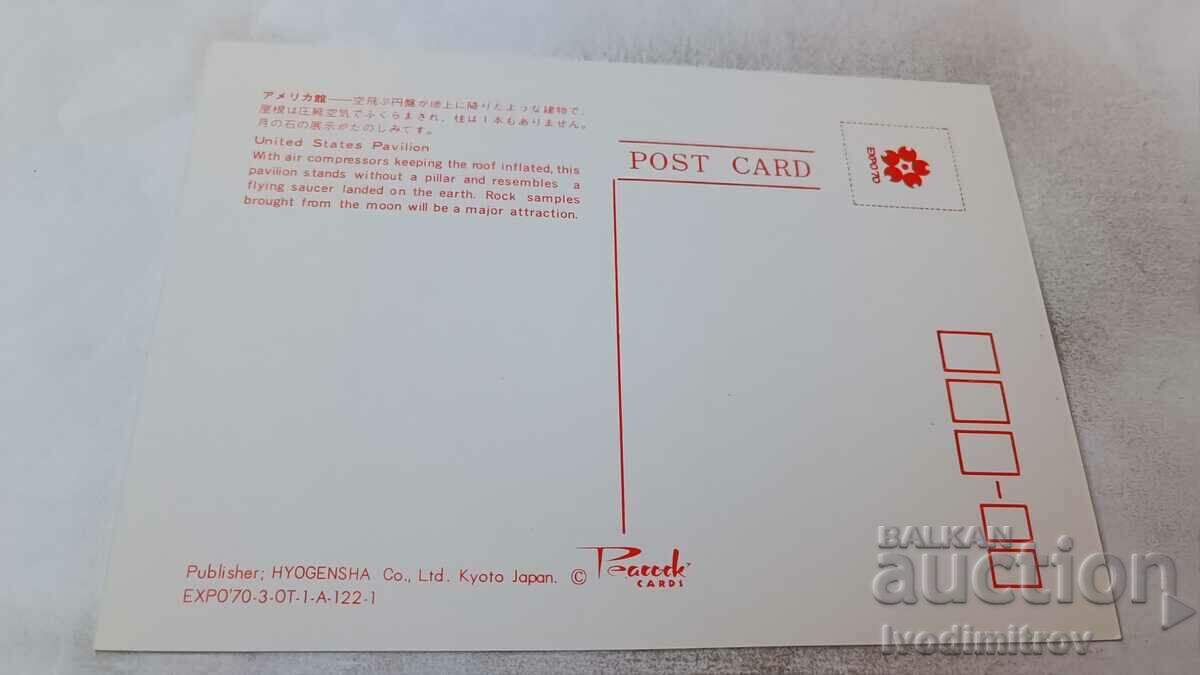 アメリカ館――空飛ぶ円盤が地上に降りたような建物で、
屋根は圧縮空気でふくらまされ、柱は1本もありません。
月の石の展示がたのしみです。
United States Pavilion
With air compressors keeping the roof inflated, this
pavilion stands without a pillar and resembles a
flying saucer landed on the earth. Rock samples
brought from the moon will be a major attraction.
POST CARD
EXPO'70
Publisher; HYOGENSHA Co., Ltd. Kyoto Japan. ©
Peacock
CARDS
EXPO'70-3-OT-1-A-122-1
BALKAN
auction
Ivodimitrov